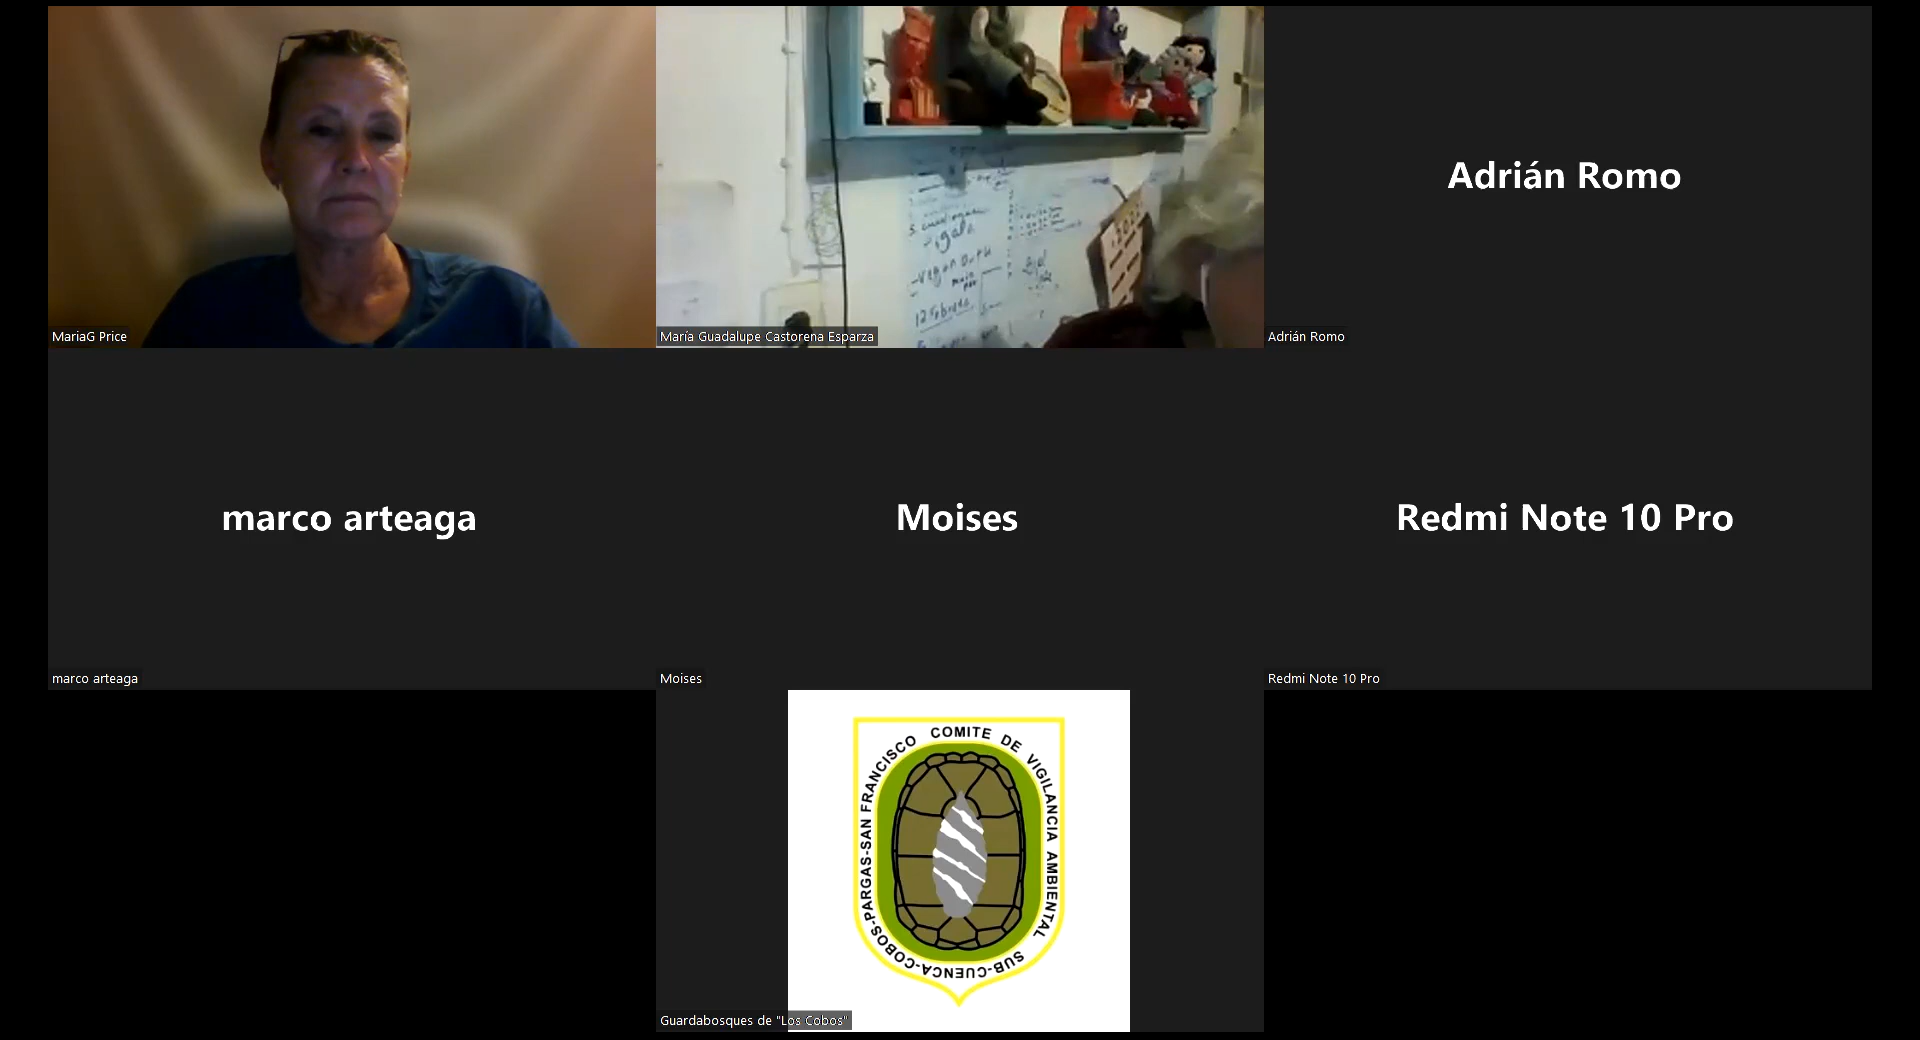 MariaG Price
María Guadalupe Castorena Esparza
Adrián Romo
Adrián Romo
marco arteaga
Moises
Redmi Note 10 Pro
marco arteaga
Moises
Redmi Note 10 Pro
COMITE DE VIGILANCIA AMBIENTAL
SUB-CUENCA-COBOS-PARGAS-SAN FRANCISCO
Guardabosques de "Los Cobos"